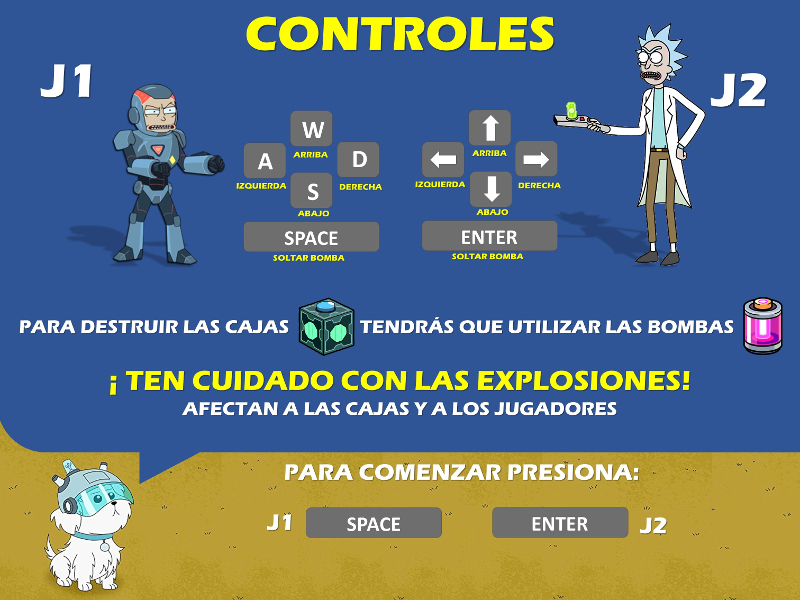 CONTROLES
J1
J2
W
ARRIBA
A
D
IZQUIERDA
DERECHA
S
ABAJO
SPACE
SOLTAR BOMBA
ARRIBA
IZQUIERDA
DERECHA
ABAJO
ENTER
SOLTAR BOMBA
PARA DESTRUIR LAS CAJAS TENDRÁS QUE UTILIZAR LAS BOMBAS
¡ TEN CUIDADO CON LAS EXPLOSIONES!
AFECTAN A LAS CAJAS Y A LOS JUGADORES
PARA COMENZAR PRESIONA:
J1 SPACE ENTER J2